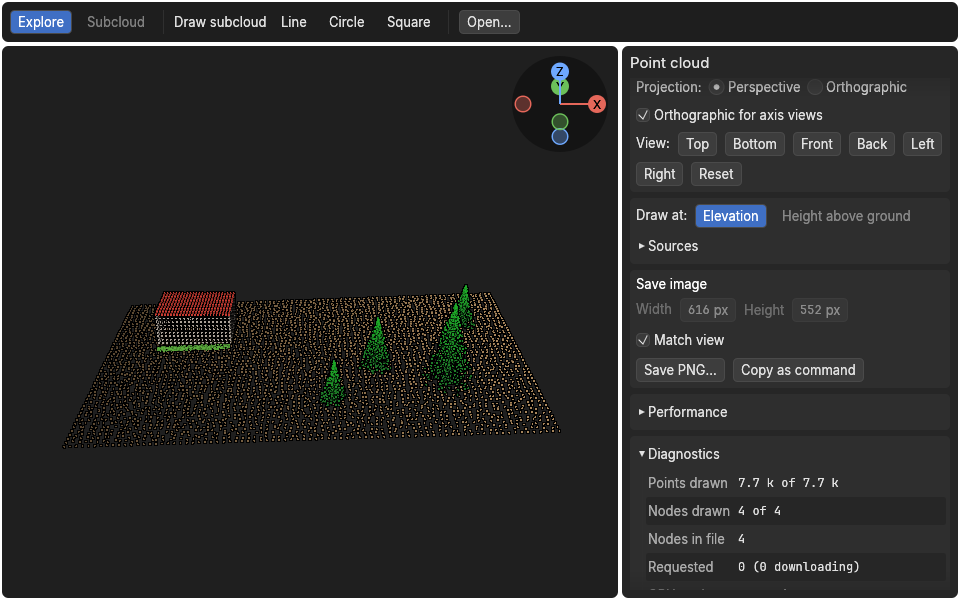 Explore Subcloud Draw subcloud Line Circle Square Open...
Z
Y
X
Point cloud
Projection: Perspective Orthographic
Orthographic for axis views
View: Top Bottom Front Back Left
Right Reset
Draw at: Elevation Height above ground
Sources
Save image
Width 616 px Height 552 px
Match view
Save PNG... Copy as command
Performance
Diagnostics
Points drawn 7.7 k of 7.7 k
Nodes drawn 4 of 4
Nodes in file 4
Requested 0 (0 downloading)